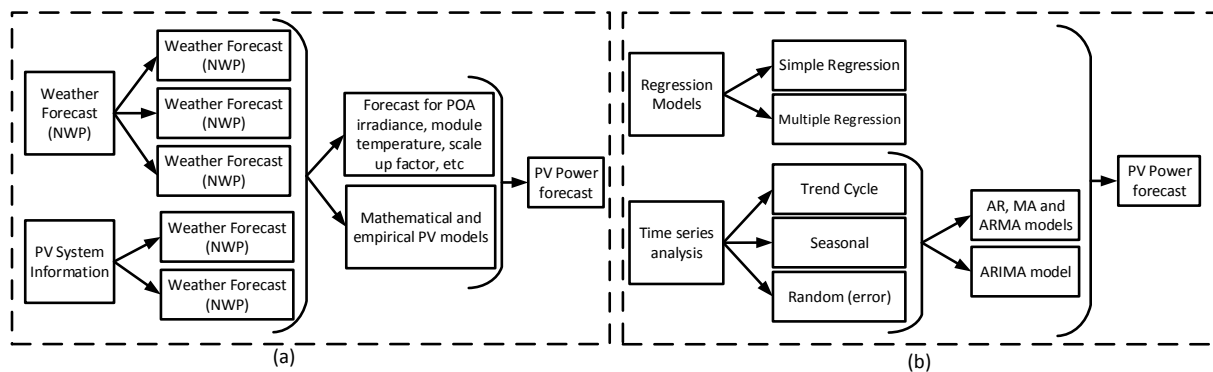 Weather
Forecast
(NWP)
Weather Forecast
(NWP)
Weather Forecast
(NWP)
Weather Forecast
(NWP)
PV System
Information
Weather Forecast
(NWP)
Weather Forecast
(NWP)
Forecast for POA
irradiance, module
temperature, scale
up factor, etc
Mathematical and
empirical PV models
PV Power
forecast
(a)
Regression
Models
Simple Regression
Multiple Regression
Time series
analysis
Trend Cycle
Seasonal
Random (error)
AR, MA and
ARMA models
ARIMA model
PV Power
forecast
(b)